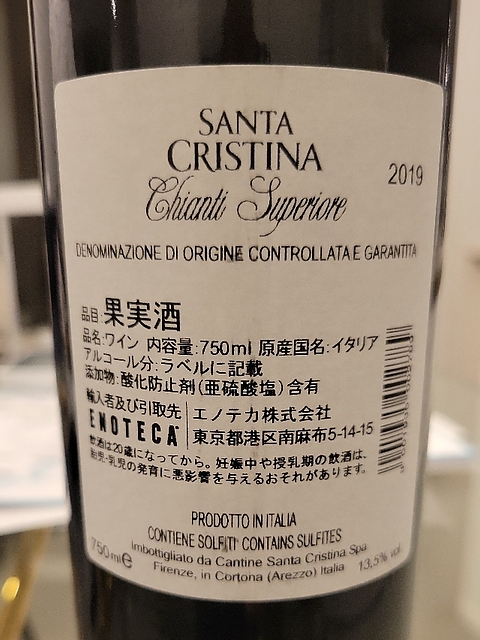 SANTA
CRISTINA
2019
Chianti Superiore
DENOMINAZIONE DI ORIGINE CONTROLLATA E GARANTITA
品目:果実酒
品名:ワイン 内容量:750ml 原産国名:イタリア
アルコール分:ラベルに記載
添加物:酸化防止剤(亜硫酸塩)含有
輸入者及び引取先
ENOTECA
エノテカ株式会社
東京都港区南麻布5-14-15
飲酒は20歳になってから。妊娠中や授乳期の飲酒は、
胎児・乳児の発育に悪影響を与えるおそれがあります。
PRODOTTO IN ITALIA
CONTIENE SOLFITI CONTAINS SULFITES
750 ml e
Imbottigliato da Cantine Santa Cristina Spa
Firenze, in Cortona (Arezzo) Italia
13,5% vol.